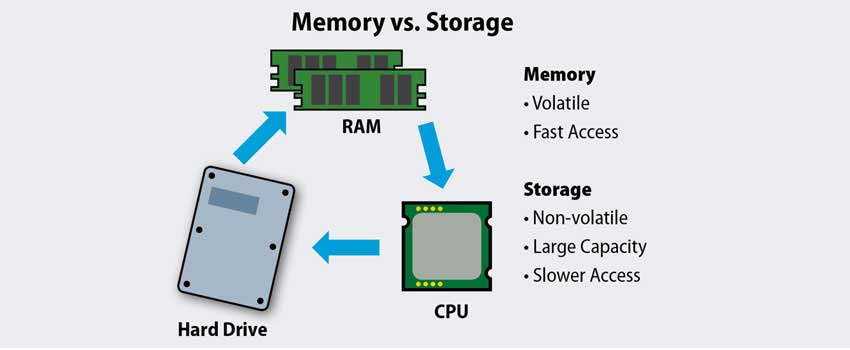 Memory vs. Storage
RAM
Memory
• Volatile
• Fast Access
Storage
• Non-volatile
• Large Capacity
• Slower Access
CPU
Hard Drive